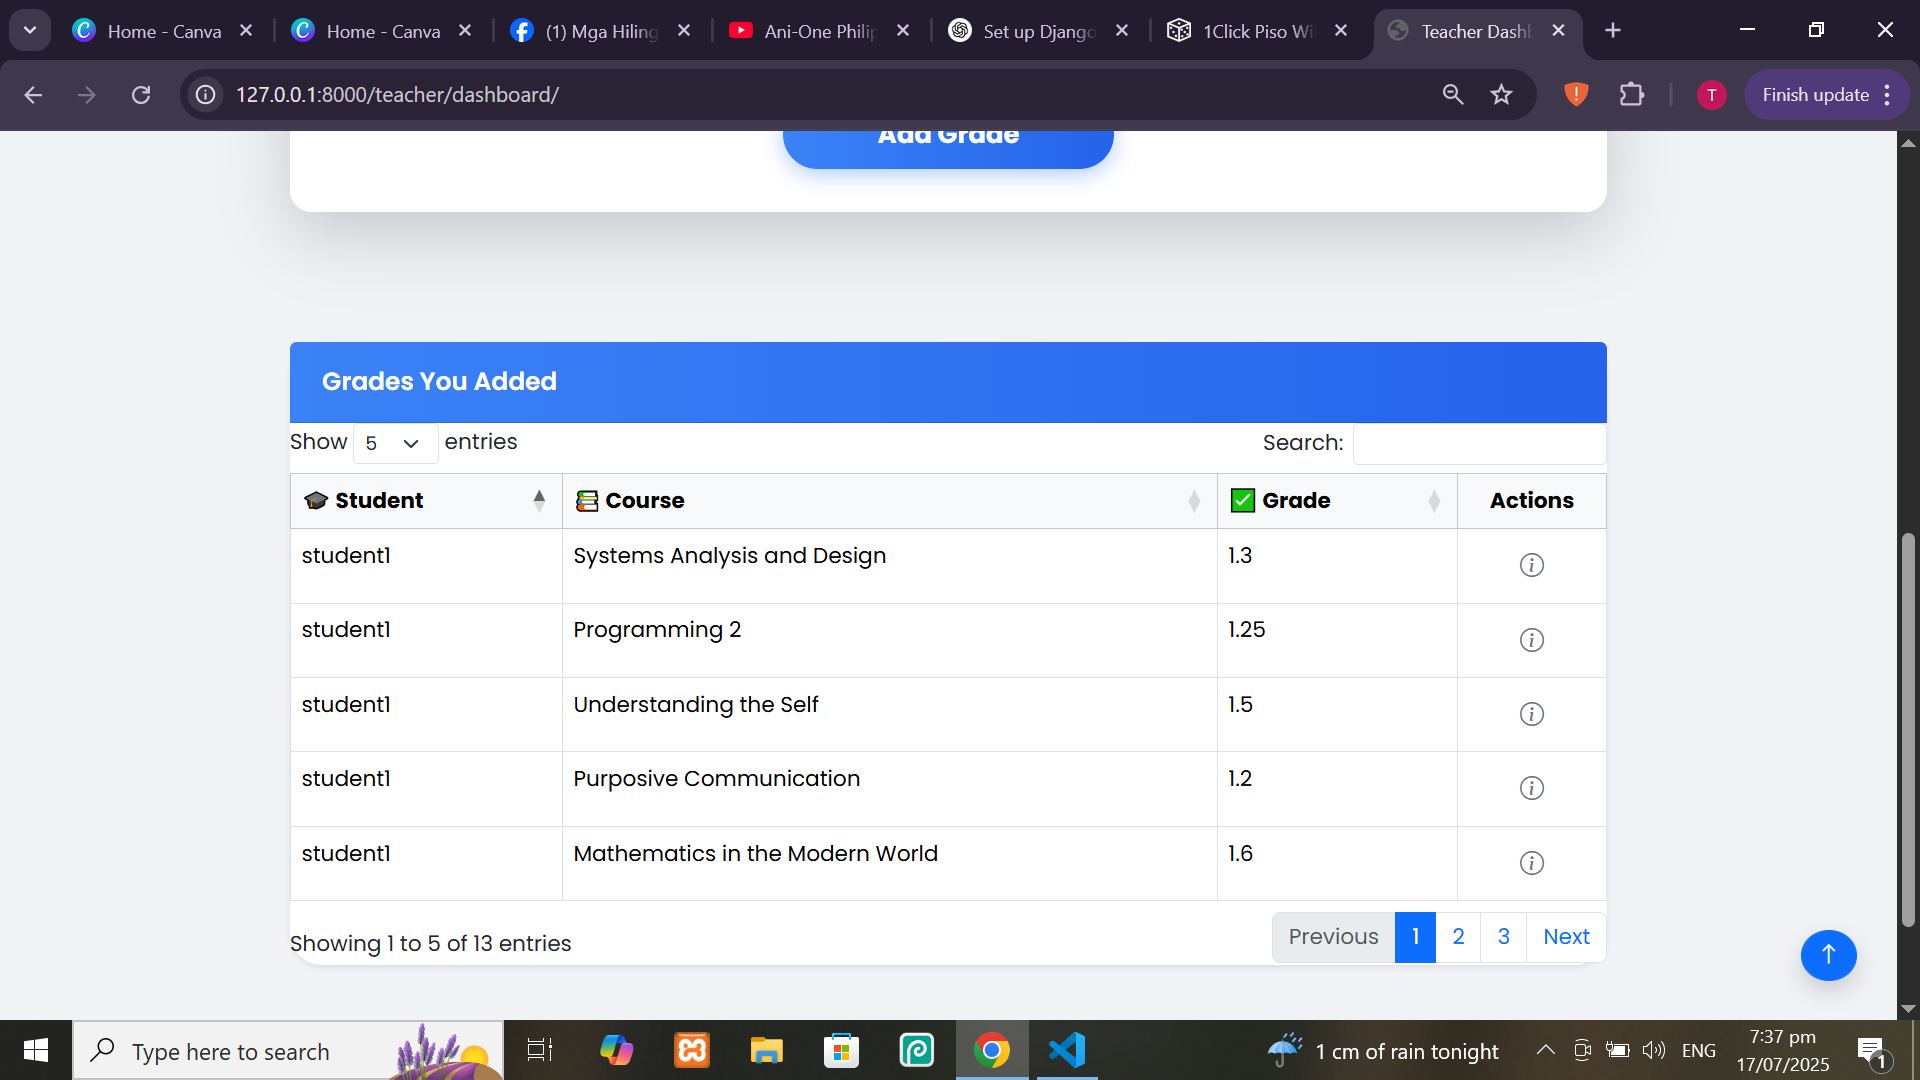 Home - Canva
Home - Canva
(1) Mga Hiling
Ani-One Philip
Set up Django
1Click Piso Wi
Teacher Dash
127.0.0.1:8000/teacher/dashboard/
T
Finish update
Add Grade
Grades You Added
Show 5 entries
Search:
Student Course Grade Actions
student1 Systems Analysis and Design 1.3
student1 Programming 2 1.25
student1 Understanding the Self 1.5
student1 Purposive Communication 1.2
student1 Mathematics in the Modern World 1.6
Showing 1 to 5 of 13 entries
Previous 1 2 3 Next
Type here to search
1 cm of rain tonight
ENG
7:37 pm
17/07/2025
1